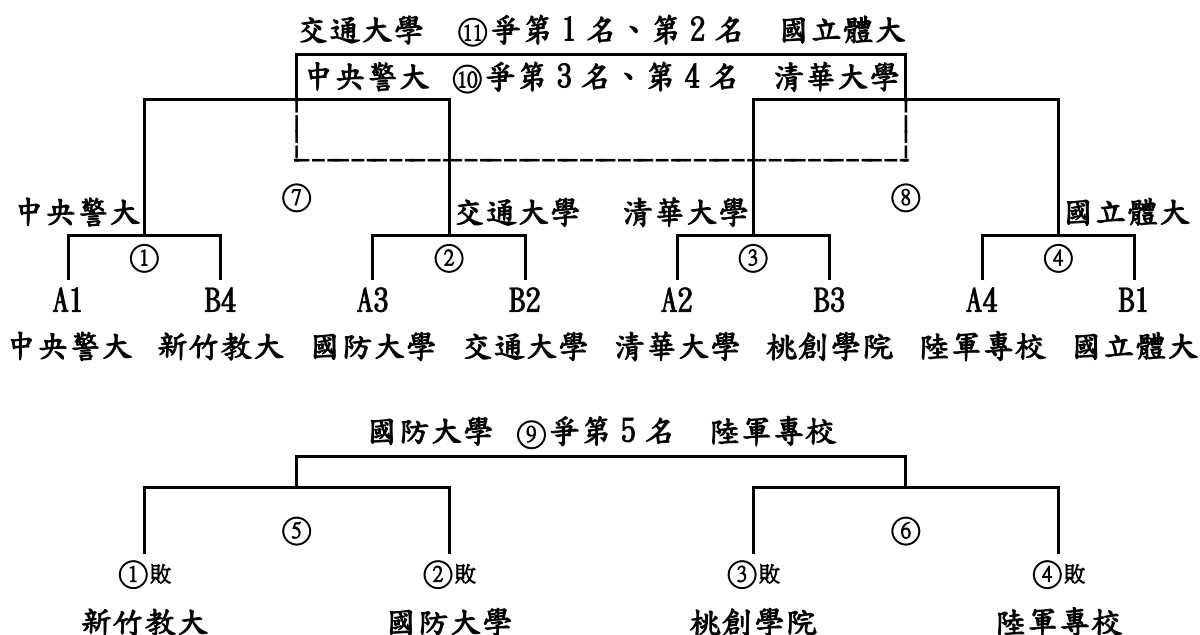 交通大學 ⑪爭第1名、第2名 國立體大
中央警大 ⑩爭第3名、第4名 清華大學
⑦ ⑧
中央警大 交通大學 清華大學 國立體大
① ② ③ ④
A1 B4 A3 B2 A2 B3 A4 B1
中央警大 新竹教大 國防大學 交通大學 清華大學 桃創學院 陸軍專校 國立體大
國防大學 ⑨爭第5名 陸軍專校
⑤ ⑥
①敗 ②敗 ③敗 ④敗
新竹教大 國防大學 桃創學院 陸軍專校